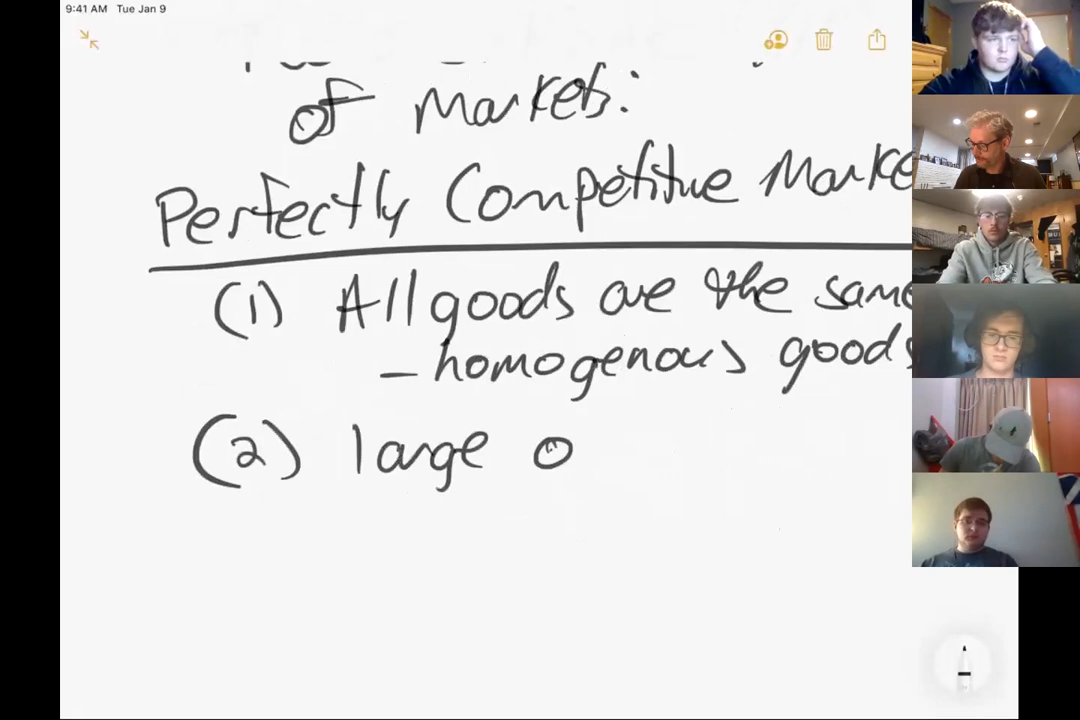 9:41 AM Tue Jan 9
of Markets:
Perfectly Competitive Marke
(1) All goods are the same
- homogenous goods
(2) large o